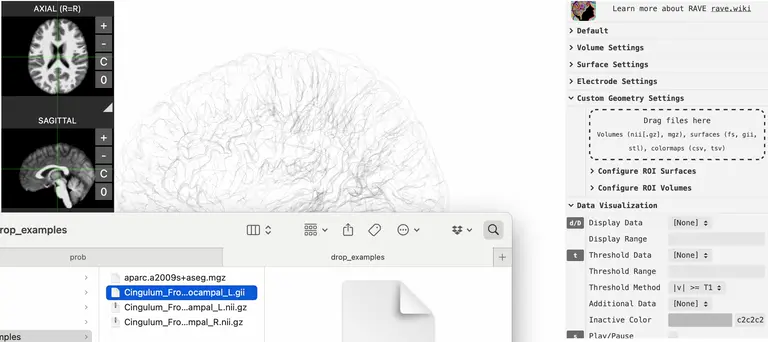 AXIAL (R=R)
+
-
C
0
SAGITTAL
+
-
C
0
Learn more about RAVE rave.wiki
Default
Volume Settings
Surface Settings
Electrode Settings
Custom Geometry Settings
Drag files here
Volumes (nii[.gz], mgz), surfaces (fs, gii,
stl), colormaps (csv, tsv)
Configure ROI Surfaces
Configure ROI Volumes
Data Visualization
d/D Display Data [None]
Display Range
t Threshold Data [None]
Threshold Range
Threshold Method |v| >= T1
Additional Data [None]
Inactive Color c2c2c2
s Play/Pause
drop_examples
prob
drop_examples
+
aparc.a2009s+aseg.mgz
Cingulum_Fro...ocampal_L.gii
Cingulum_Fro...ampal_L.nii.gz
Cingulum_Fro...mpal_R.nii.gz
mples